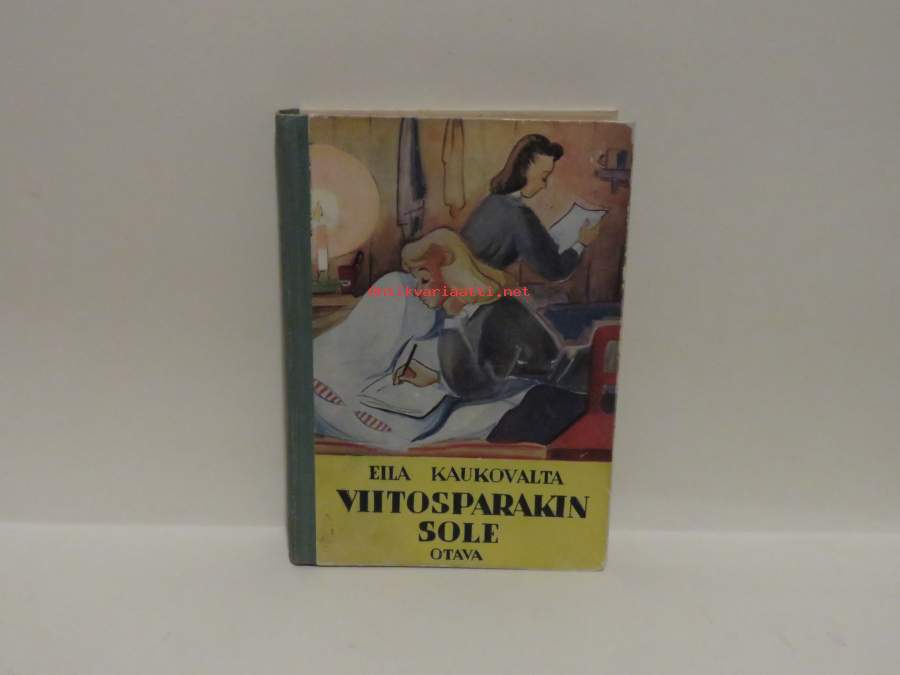 antikvariaatti.net
EILA KAUKOVALTA
VIITOSPARAKIN
SOLE
OTAVA